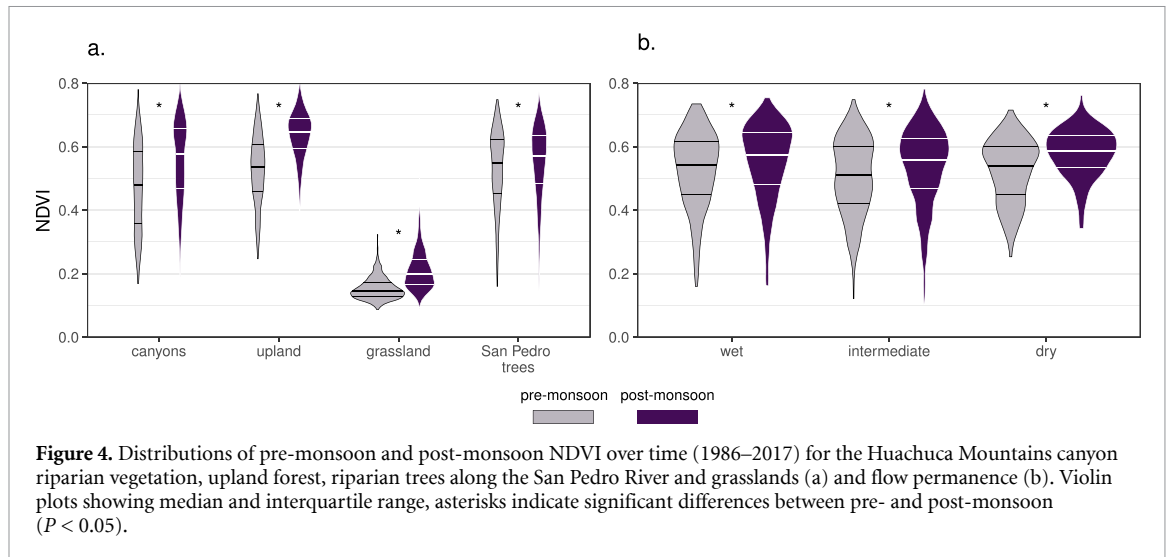 a.
b.
NDVI
0.8
0.6
0.4
0.2
0.0
*
*
*
*
canyons
upland
grassland
San Pedro
trees
0.8
0.6
0.4
0.2
0.0
*
*
*
wet
intermediate
dry
pre-monsoon post-monsoon
Figure 4. Distributions of pre-monsoon and post-monsoon NDVI over time (1986–2017) for the Huachuca Mountains canyon
riparian vegetation, upland forest, riparian trees along the San Pedro River and grasslands (a) and flow permanence (b). Violin
plots showing median and interquartile range, asterisks indicate significant differences between pre- and post-monsoon
(P < 0.05).